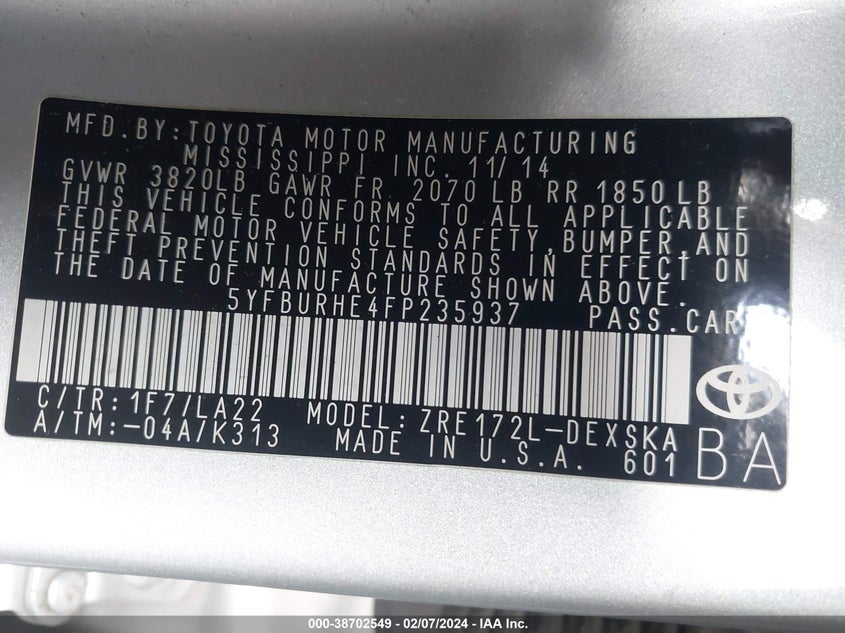 MFD.BY:TOYOTA MOTOR MANUFACTURING
MISSISSIPPI INC. 11/14
GVWR 3820LB GAWR FR 2070 LB RR 1850LB
THIS VEHICLE CONFORMS TO ALL APPLICABLE
FEDERAL MOTOR VEHICLE SAFETY,BUMPER,AND
THEFT PREVENTION STANDARDS IN EFFECT ON
THE DATE OF MANUFACTURE SHOWN ABOVE.
5YFBURHE4FP235937 PASS.CAR
C/TR:1F7/LA22 MODEL:ZRE172L-DEXSKA
A/TM:-04A/K313 MADE IN U.S.A. 601
BA
000-38702549 - 02/07/2024 - IAA Inc.